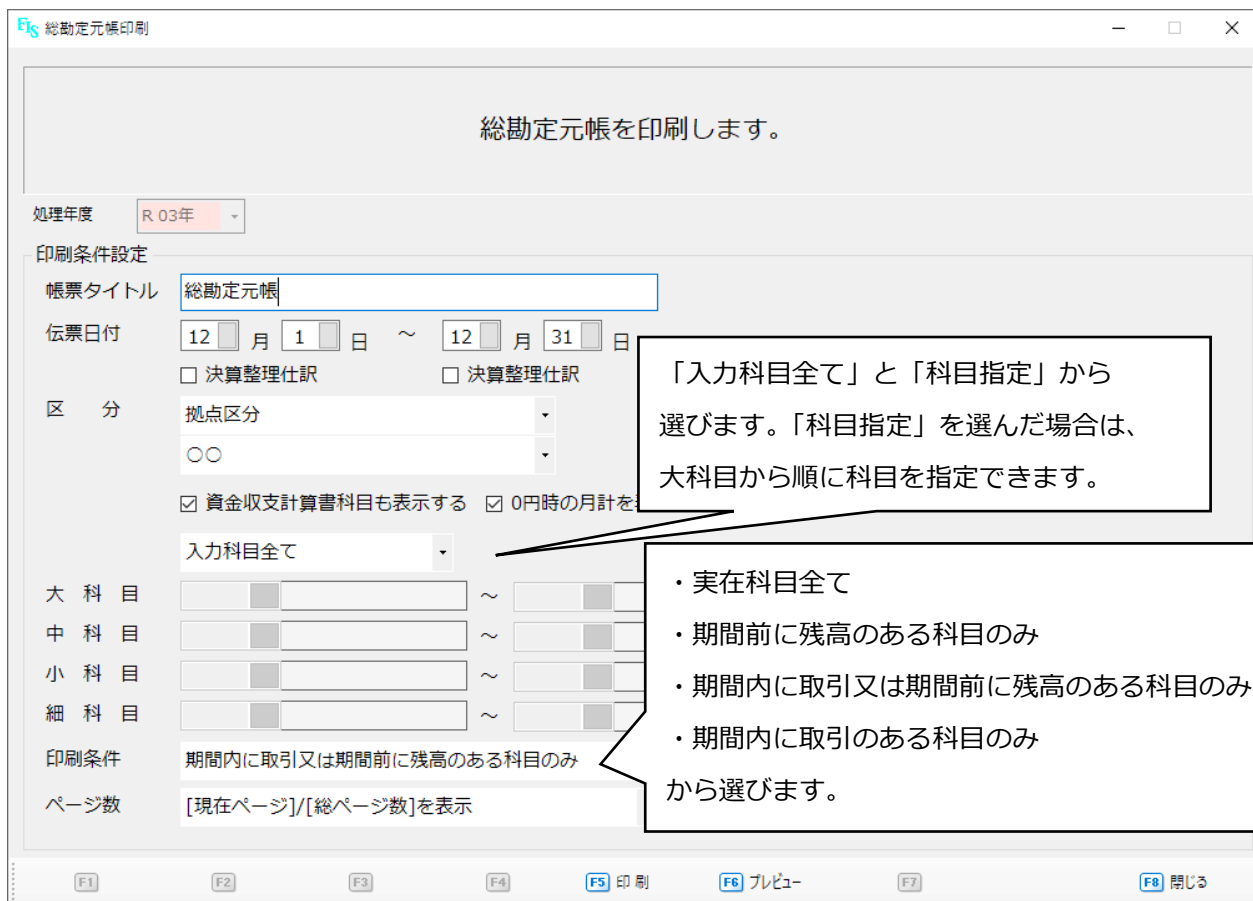 FIS 総勘定元帳印刷
総勘定元帳を印刷します。
処理年度 R 03年
印刷条件設定
帳票タイトル 総勘定元帳
伝票日付 12 月 1 日 ～ 12 月 31 日
決算整理仕訳 決算整理仕訳
区 分 拠点区分
○○
資金収支計算書科目も表示する 0円時の月計を
入力科目全て
「入力科目全て」と「科目指定」から
選びます。「科目指定」を選んだ場合は、
大科目から順に科目を指定できます。
大 科 目 ～
中 科 目 ～
小 科 目 ～
細 科 目 ～
印刷条件 期間内に取引又は期間前に残高のある科目のみ
ページ数 [現在ページ]/[総ページ数]を表示
・実在科目全て
・期間前に残高のある科目のみ
・期間内に取引又は期間前に残高のある科目のみ
・期間内に取引のある科目のみ
から選びます。
F1 F2 F3 F4 F5 印 刷 F6 プレビュー F7 F8 閉じる